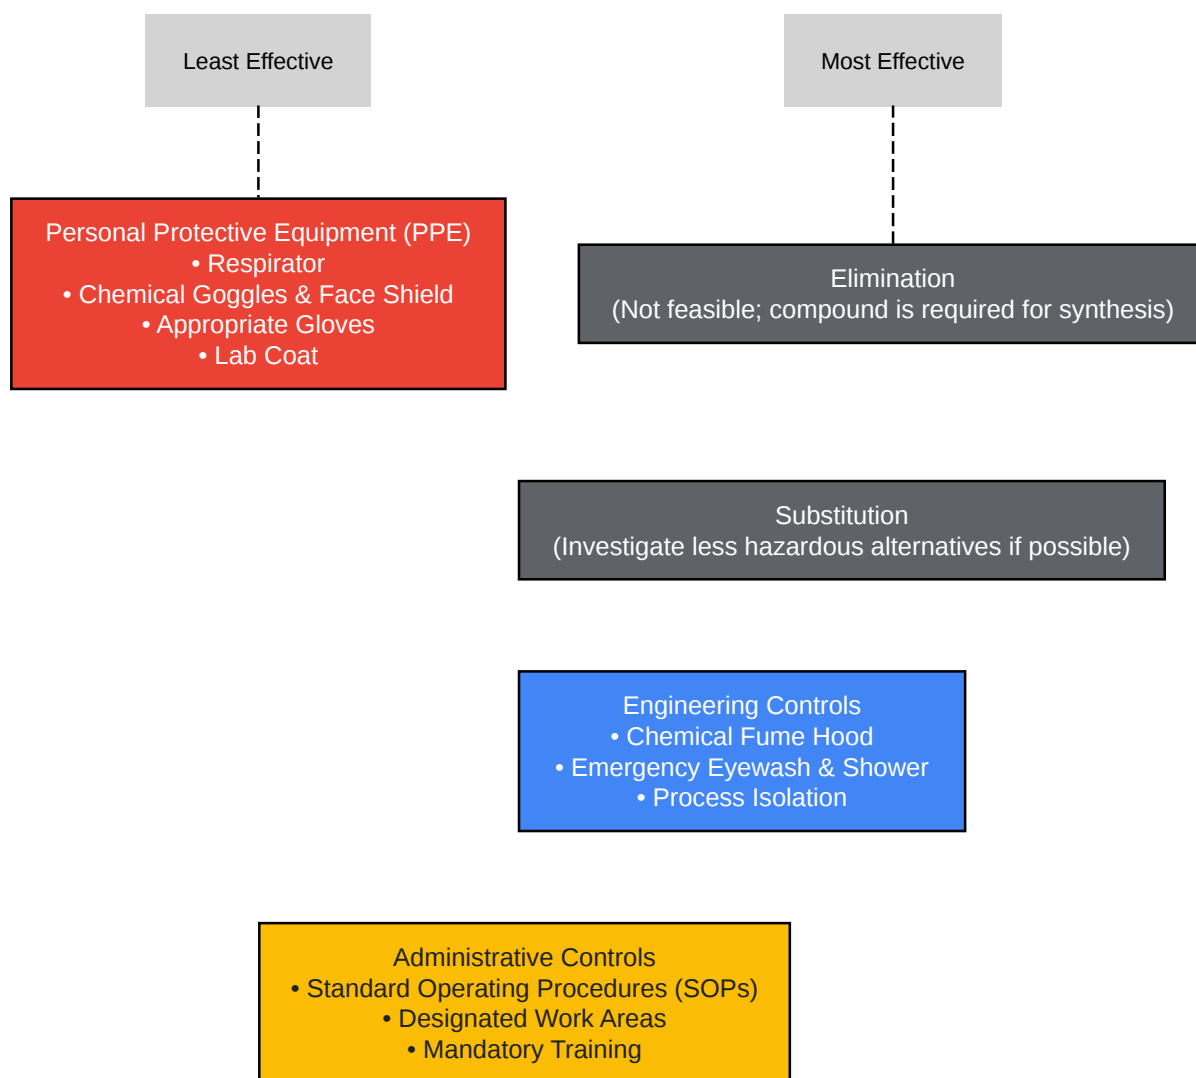 Least Effective
Most Effective
Personal Protective Equipment (PPE)
• Respirator
• Chemical Goggles & Face Shield
• Appropriate Gloves
• Lab Coat
Elimination
(Not feasible; compound is required for synthesis)
Substitution
(Investigate less hazardous alternatives if possible)
Engineering Controls
• Chemical Fume Hood
• Emergency Eyewash & Shower
• Process Isolation
Administrative Controls
• Standard Operating Procedures (SOPs)
• Designated Work Areas
• Mandatory Training